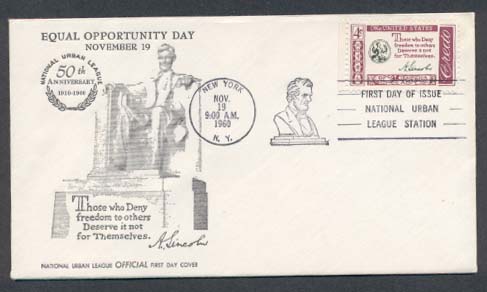 EQUAL OPPORTUNITY DAY
NOVEMBER 19
NATIONAL URBAN LEAGUE
50th
ANNIVERSARY
1910-1960
Those who Deny
freedom to others
Deserve it not
for Themselves.
A. Lincoln
NATIONAL URBAN LEAGUE OFFICIAL FIRST DAY COVER
NEW YORK
NOV.
19
9:00 A.M.
1960
N. Y.
4¢
UNITED STATES
Those who Deny
freedom to others
Deserve it not
for Themselves.
A. Lincoln
Credo
FIRST DAY OF ISSUE
NATIONAL URBAN
LEAGUE STATION